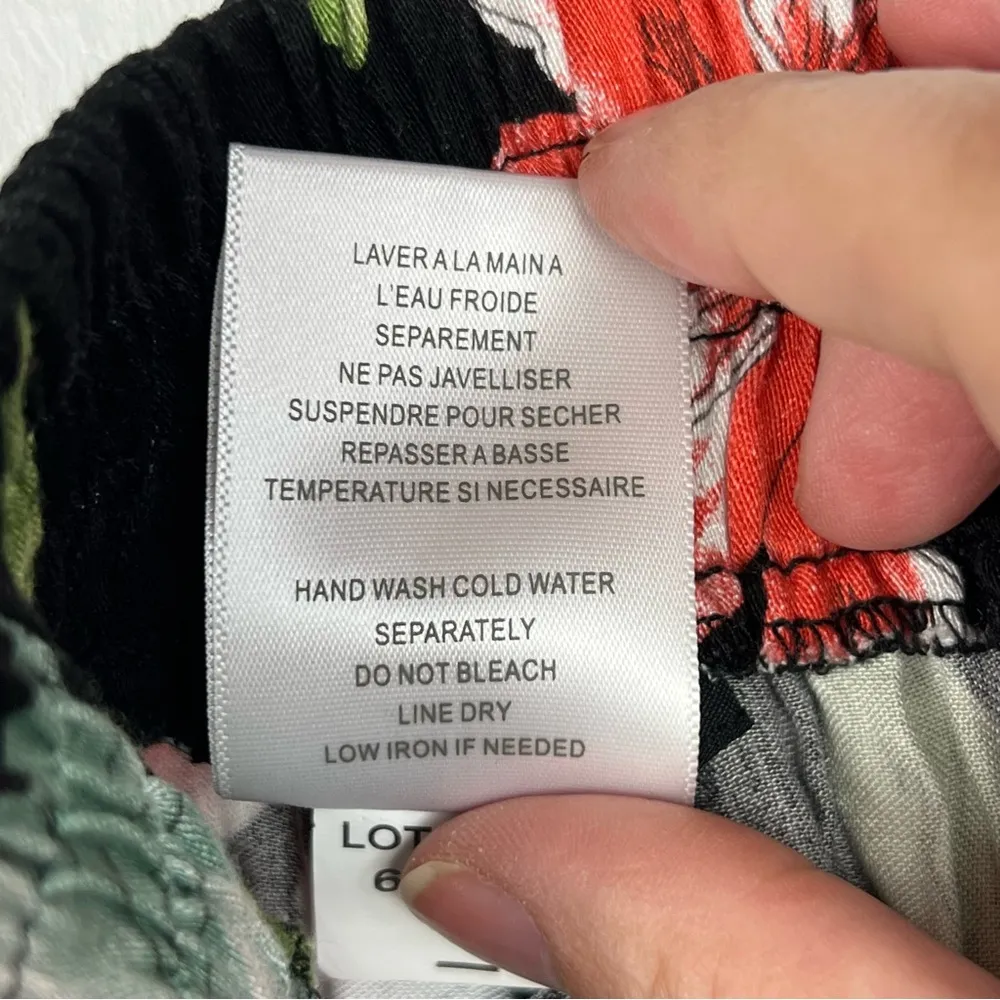 LAVER A LA MAIN A
L'EAU FROIDE
SEPAREMENT
NE PAS JAVELLISER
SUSPENDRE POUR SECHER
REPASSER A BASSE
TEMPERATURE SI NECESSAIRE
HAND WASH COLD WATER
SEPARATELY
DO NOT BLEACH
LINE DRY
LOW IRON IF NEEDED
LOT